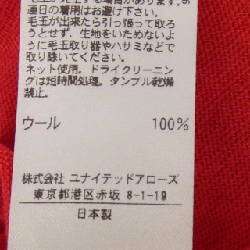 連日の着用はお避け下さい。
毛玉が出来たら引っ張って取ろ
うとせず、生地をいためないよ
う毛玉取り器やハサミなどで
取り除いてください。
ネット使用。ドライクリーニン
グは短時間処理。タンブル乾燥
禁止。
ウール 100%
株式会社 ユナイテッドアローズ
東京都港区赤坂 8-1-19
日本製